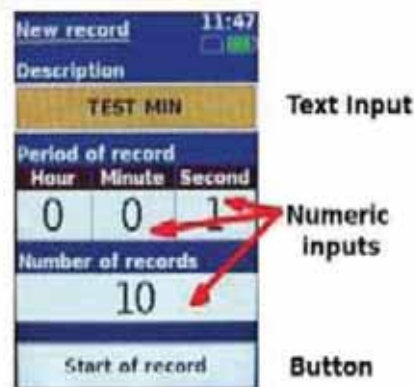 New record 11:47
Description
TEST MIN Text Input
Period of record
Hour Minute Second
0 0 1
Numeric
inputs
Number of records
10
Start of record Button